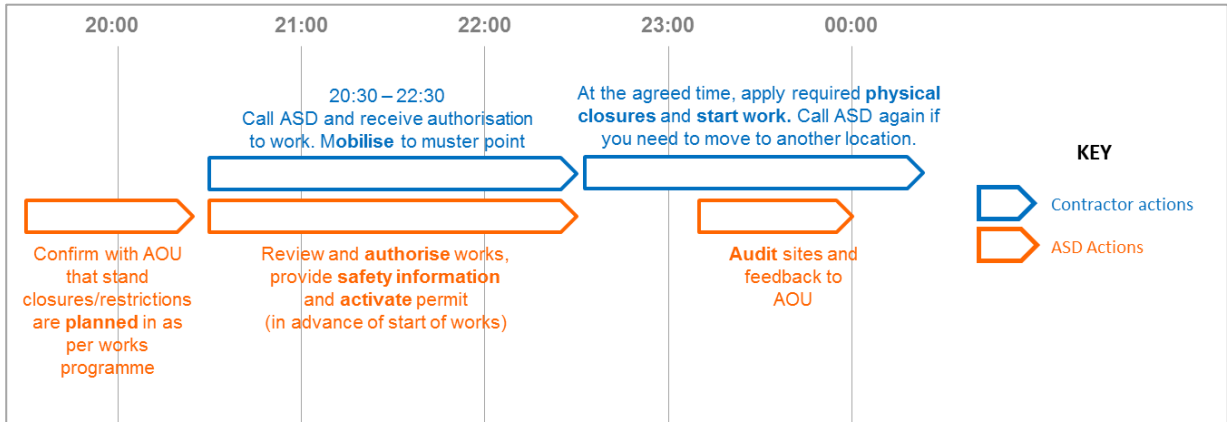 20:00
21:00
22:00
23:00
00:00
20:30 – 22:30
Call ASD and receive authorisation
to work. Mobilise to muster point
At the agreed time, apply required physical
closures and start work. Call ASD again if
you need to move to another location.
KEY
Contractor actions
ASD Actions
Confirm with AOU
that stand
closures/restrictions
are planned in as
per works
programme
Review and authorise works,
provide safety information
and activate permit
(in advance of start of works)
Audit sites and
feedback to
AOU